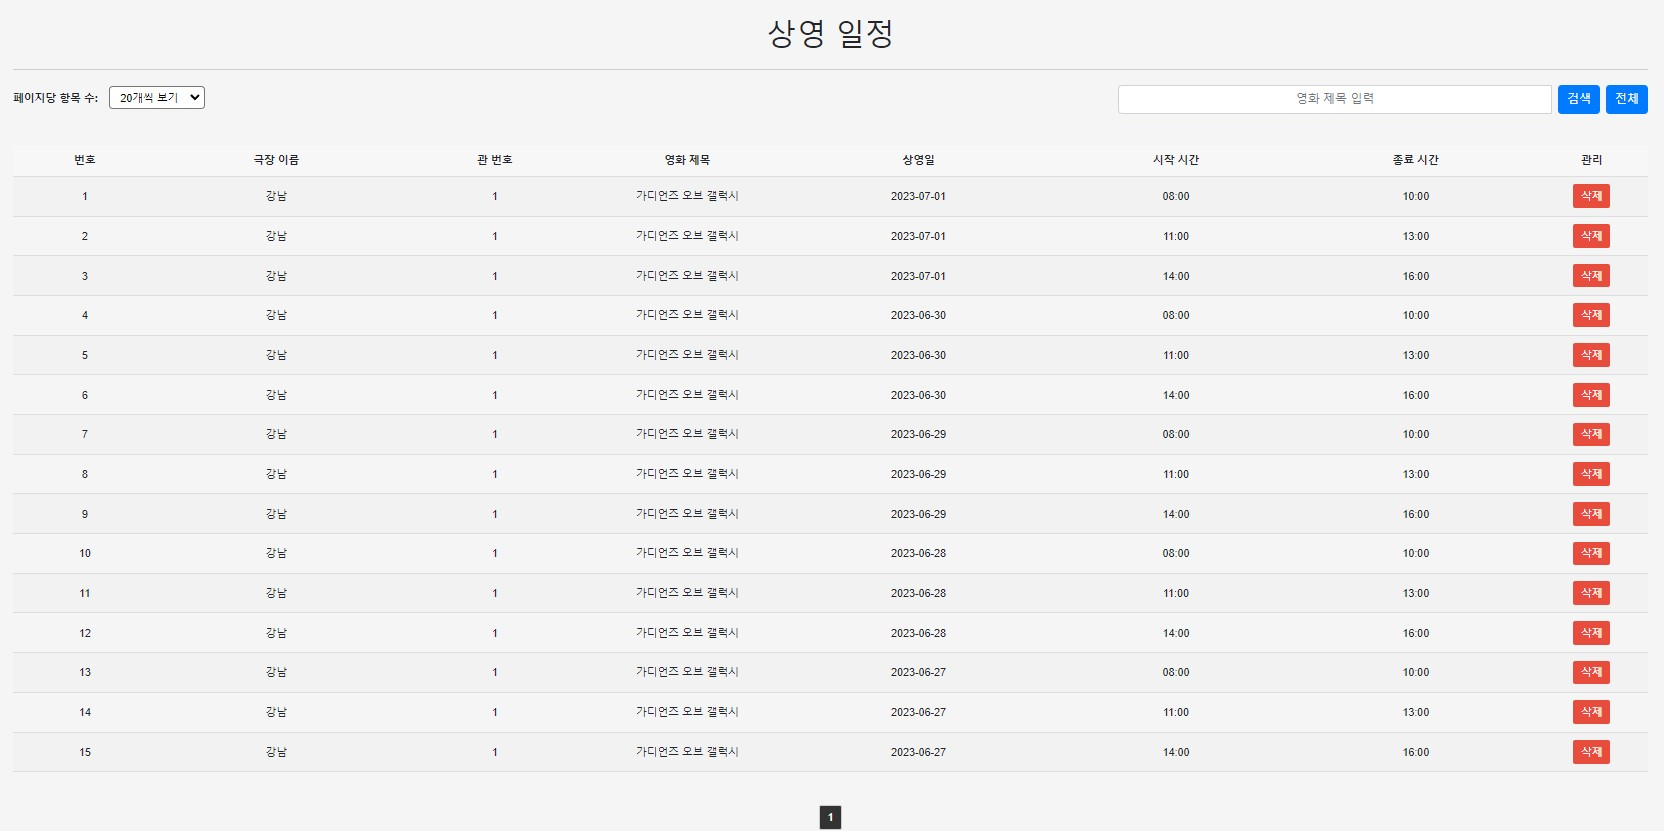 상영 일정
페이지당 항목 수: 20개씩 보기 영화 제목 입력 검색 전체
번호 극장 이름 관 번호 영화 제목 상영일 시작 시간 종료 시간 관리
1 강남 1 가디언즈 오브 갤럭시 2023-07-01 08:00 10:00 삭제
2 강남 1 가디언즈 오브 갤럭시 2023-07-01 11:00 13:00 삭제
3 강남 1 가디언즈 오브 갤럭시 2023-07-01 14:00 16:00 삭제
4 강남 1 가디언즈 오브 갤럭시 2023-06-30 08:00 10:00 삭제
5 강남 1 가디언즈 오브 갤럭시 2023-06-30 11:00 13:00 삭제
6 강남 1 가디언즈 오브 갤럭시 2023-06-30 14:00 16:00 삭제
7 강남 1 가디언즈 오브 갤럭시 2023-06-29 08:00 10:00 삭제
8 강남 1 가디언즈 오브 갤럭시 2023-06-29 11:00 13:00 삭제
9 강남 1 가디언즈 오브 갤럭시 2023-06-29 14:00 16:00 삭제
10 강남 1 가디언즈 오브 갤럭시 2023-06-28 08:00 10:00 삭제
11 강남 1 가디언즈 오브 갤럭시 2023-06-28 11:00 13:00 삭제
12 강남 1 가디언즈 오브 갤럭시 2023-06-28 14:00 16:00 삭제
13 강남 1 가디언즈 오브 갤럭시 2023-06-27 08:00 10:00 삭제
14 강남 1 가디언즈 오브 갤럭시 2023-06-27 11:00 13:00 삭제
15 강남 1 가디언즈 오브 갤럭시 2023-06-27 14:00 16:00 삭제
1